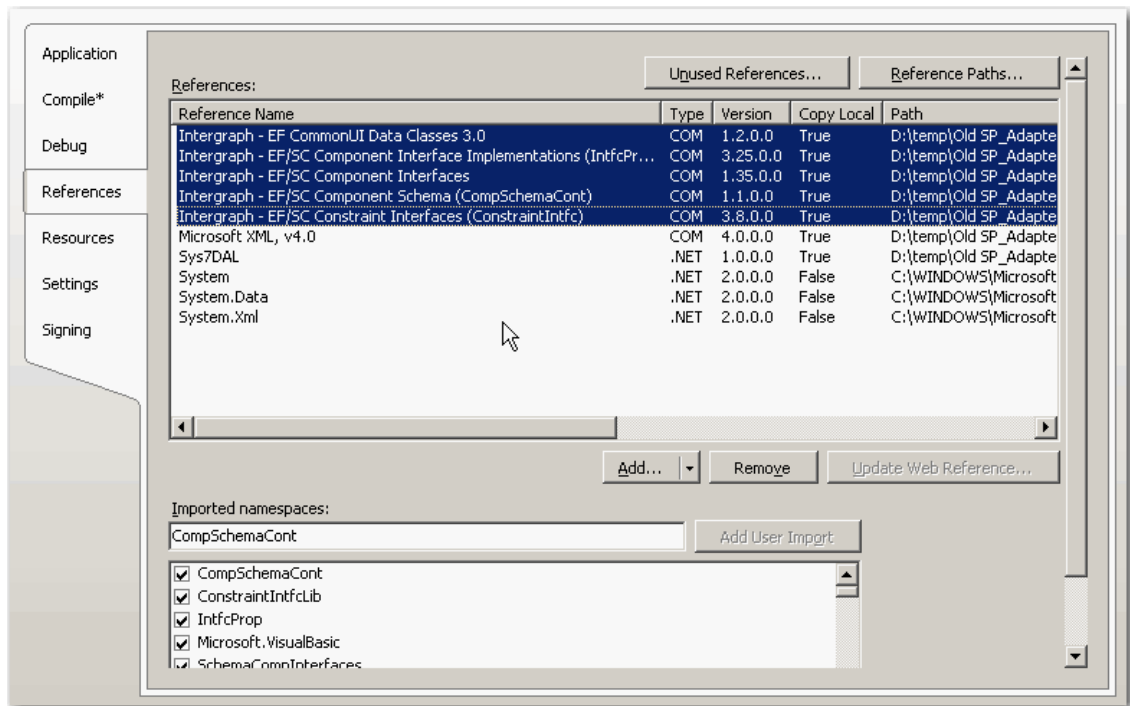 Application
Compile*
Debug
References
Resources
Settings
Signing
Unused References...
Reference Paths...
References:
Reference Name Type Version Copy Local Path
Intergraph - EF CommonUI Data Classes 3.0 COM 1.2.0.0 True D:\temp\Old SP_Adapte
Intergraph - EF/SC Component Interface Implementations (IntfcPr... COM 3.25.0.0 True D:\temp\Old SP_Adapte
Intergraph - EF/SC Component Interfaces COM 1.35.0.0 True D:\temp\Old SP_Adapte
Intergraph - EF/SC Component Schema (CompSchemaCont) COM 1.1.0.0 True D:\temp\Old SP_Adapte
Intergraph - EF/SC Constraint Interfaces (ConstraintIntfc) COM 3.8.0.0 True D:\temp\Old SP_Adapte
Microsoft XML, v4.0 COM 4.0.0.0 True D:\temp\Old SP_Adapte
Sys7DAL .NET 1.0.0.0 True D:\temp\Old SP_Adapte
System .NET 2.0.0.0 False C:\WINDOWS\Microsoft
System.Data .NET 2.0.0.0 False C:\WINDOWS\Microsoft
System.Xml .NET 2.0.0.0 False C:\WINDOWS\Microsoft
Add...
Remove
Update Web Reference...
Imported namespaces:
CompSchemaCont
Add User Import
CompSchemaCont
ConstraintIntfcLib
IntfcProp
Microsoft.VisualBasic
SchemaCompInterfaces